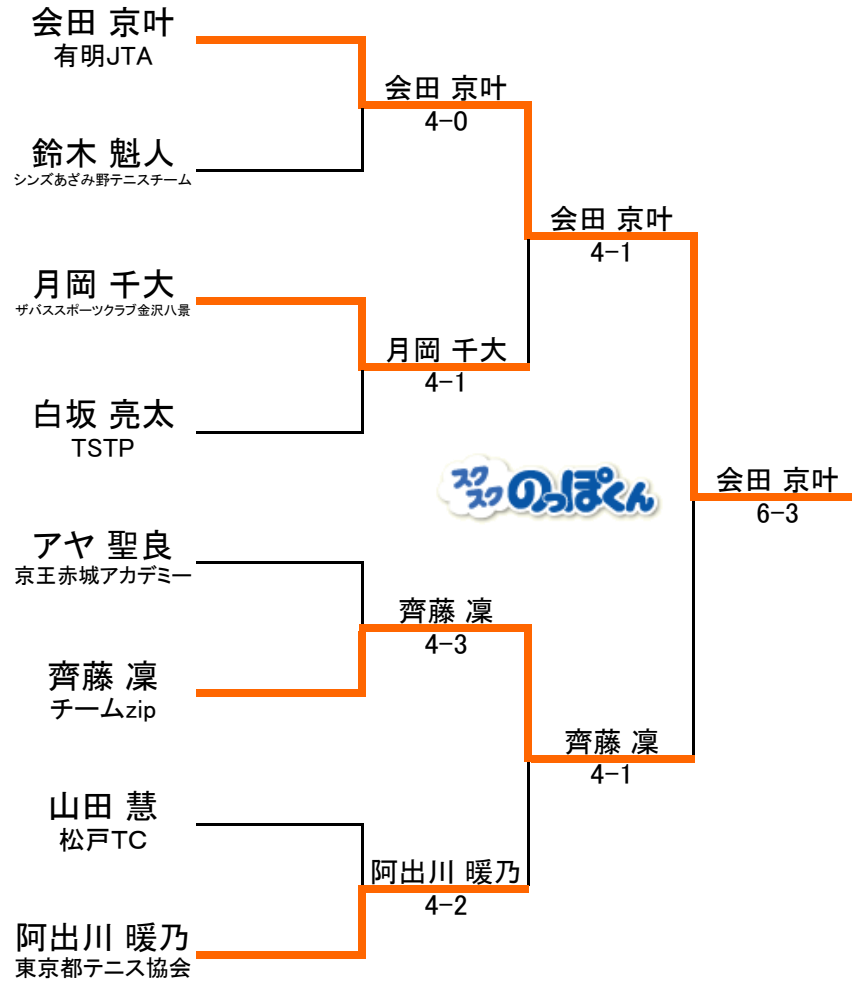 会田 京叶
有明JTA
鈴木 魁人
シンズあざみ野テニスチーム
月岡 千大
ザバススポーツクラブ金沢八景
白坂 亮太
TSTP
アヤ 聖良
京王赤城アカデミー
齊藤 凜
チームzip
山田 慧
松戸TC
阿出川 暖乃
東京都テニス協会
会田 京叶
4-0
月岡 千大
4-1
齊藤 凜
4-3
阿出川 暖乃
4-2
会田 京叶
4-1
齊藤 凜
4-1
スク
スク のっぽくん
会田 京叶
6-3